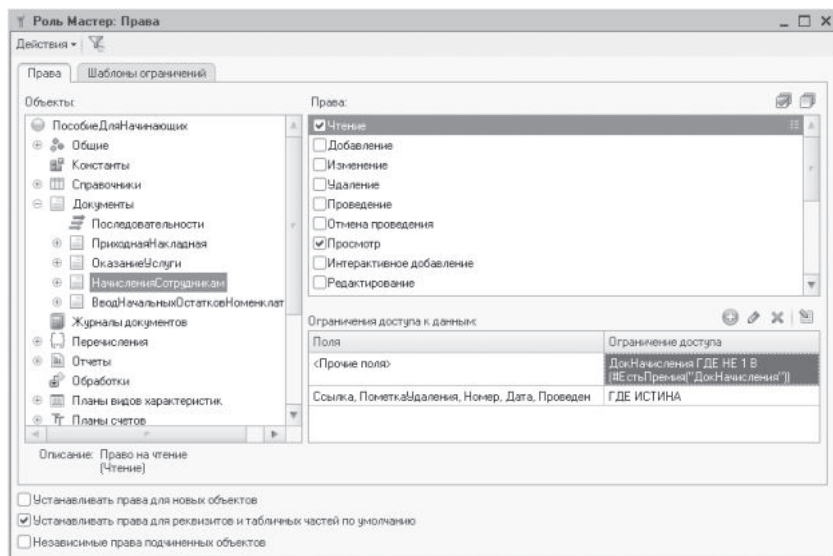 Роль Мастер: Права
Действия
Права
Шаблоны ограничений
Объекты:
ПособиеДляНачинающих
Общие
Константы
Справочники
Документы
Последовательности
ПриходнаяНакладная
ОказаниеУслуги
НачисленияСотрудникам
ВводНачальныхОстатковНоменклат
Журналы документов
Перечисления
Отчеты
Обработки
Планы видов характеристик
Планы счетов
Описание: Право на чтение
(Чтение)
Права:
Чтение
Добавление
Изменение
Удаление
Проведение
Отмена проведения
Просмотр
Интерактивное добавление
Редактирование
Ограничения доступа к данным:
Поля
Ограничение доступа
<Прочие поля>
ДокНачисления ГДЕ НЕ 1 В
(#ЕстьПремия("ДокНачисления"))
Ссылка, ПометкаУдаления, Номер, Дата, Проведен
ГДЕ ИСТИНА
Устанавливать права для новых объектов
Устанавливать права для реквизитов и табличных частей по умолчанию
Независимые права подчиненных объектов